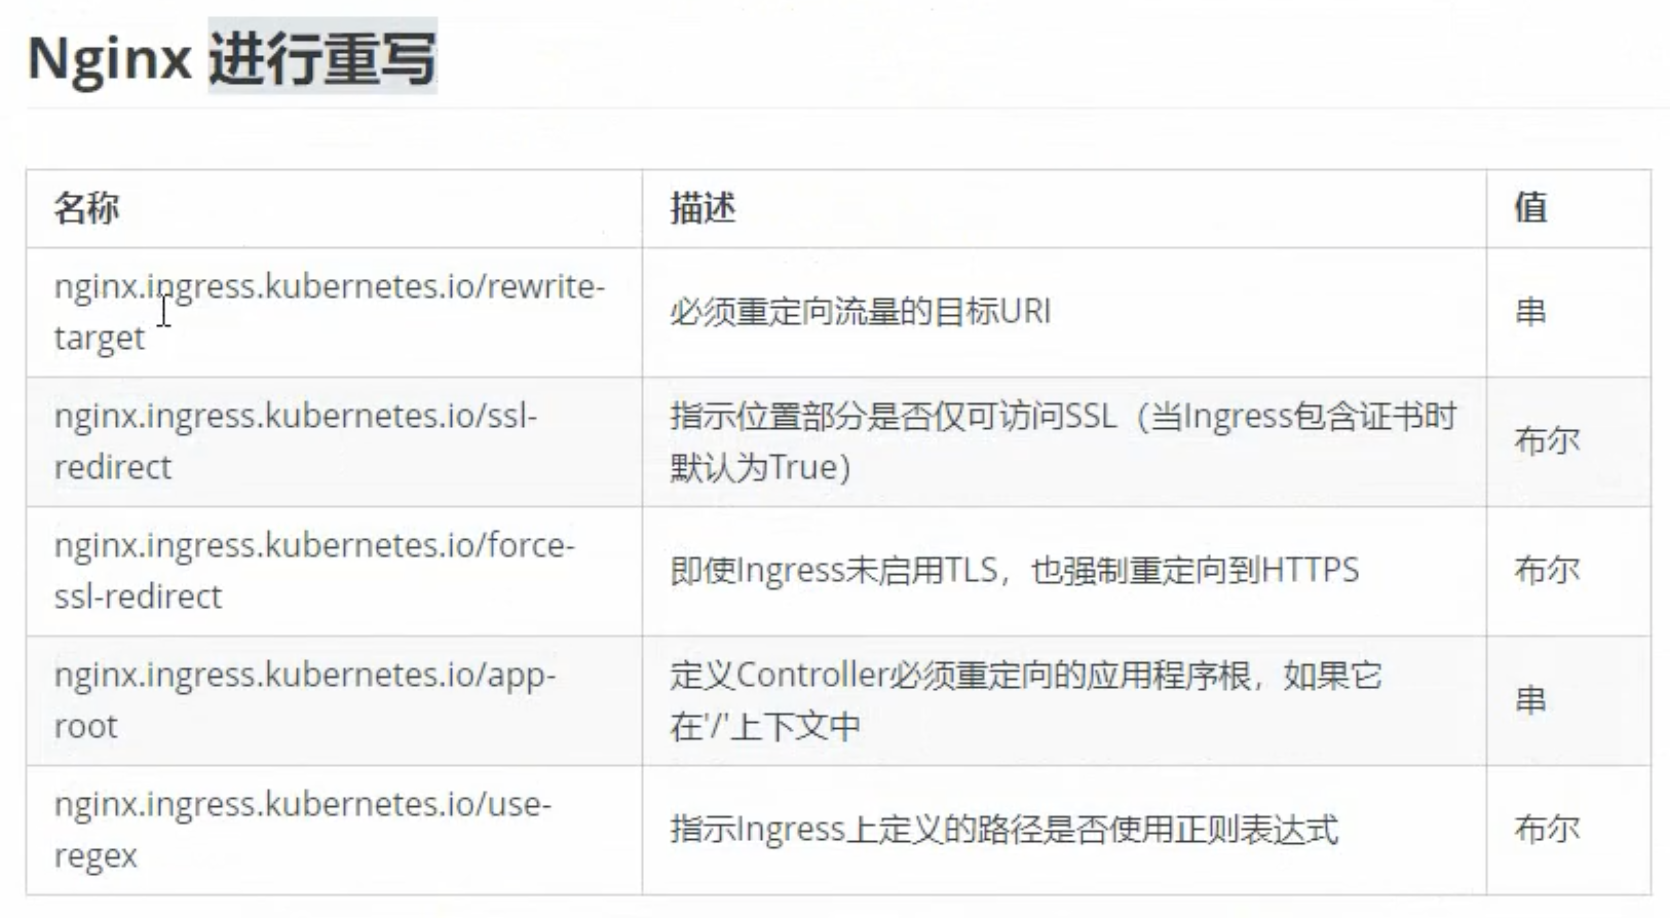 Nginx 进行重写
名称
描述
值
nginx.ingress.kubernetes.io/rewrite-
target
必须重定向流量的目标URI
串
nginx.ingress.kubernetes.io/ssl-
redirect
指示位置部分是否仅可访问SSL（当Ingress包含证书时
默认为True）
布尔
nginx.ingress.kubernetes.io/force-
ssl-redirect
即使Ingress未启用TLS，也强制重定向到HTTPS
布尔
nginx.ingress.kubernetes.io/app-
root
定义Controller必须重定向的应用程序根，如果它
在'/'上下文中
串
nginx.ingress.kubernetes.io/use-
regex
指示Ingress上定义的路径是否使用正则表达式
布尔